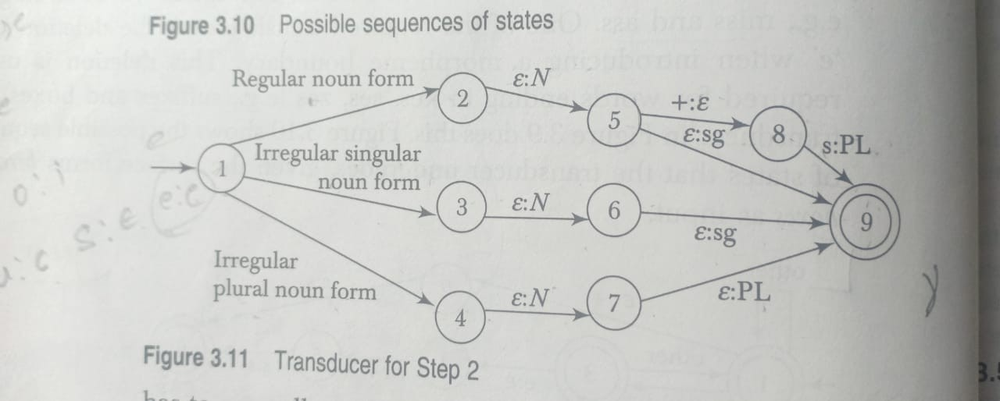 Figure 3.10 Possible sequences of states
Regular noun form
2
ε:N
5
+:ε
ε:sg
8
s:PL
1
Irregular singular
noun form
3
ε:N
6
ε:sg
9
Irregular
plural noun form
4
ε:N
7
ε:PL
e
e:c
s:ε
Figure 3.11 Transducer for Step 2